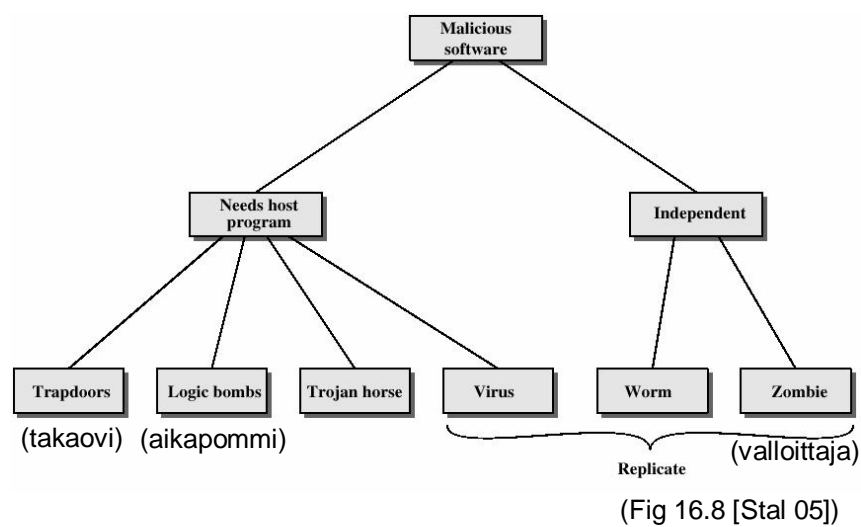 Malicious
software
Needs host
program
Independent
Trapdoors
Logic bombs
Trojan horse
Virus
Worm
Zombie
(takaovi)
(aikapommi)
(valloittaja)
Replicate
(Fig 16.8 [Stal 05])